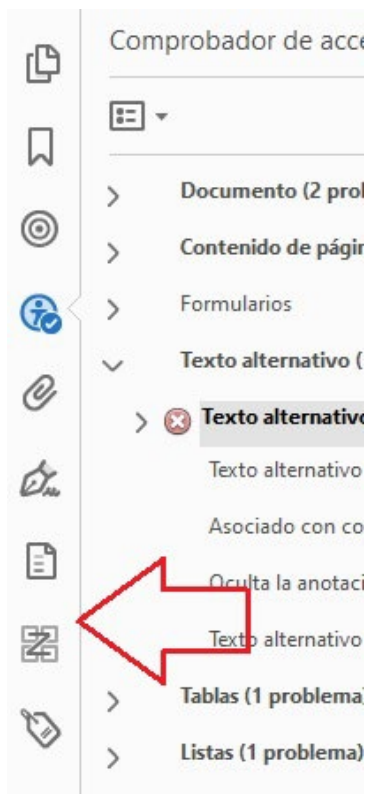 Comprobador de acce
Documento (2 prol
Contenido de págir
Formularios
Texto alternativo (
Texto alternativo
Texto alternativo
Asociado con co
Oculta la anotaci
Texto alternativo
Tablas (1 problema)
Listas (1 problema)